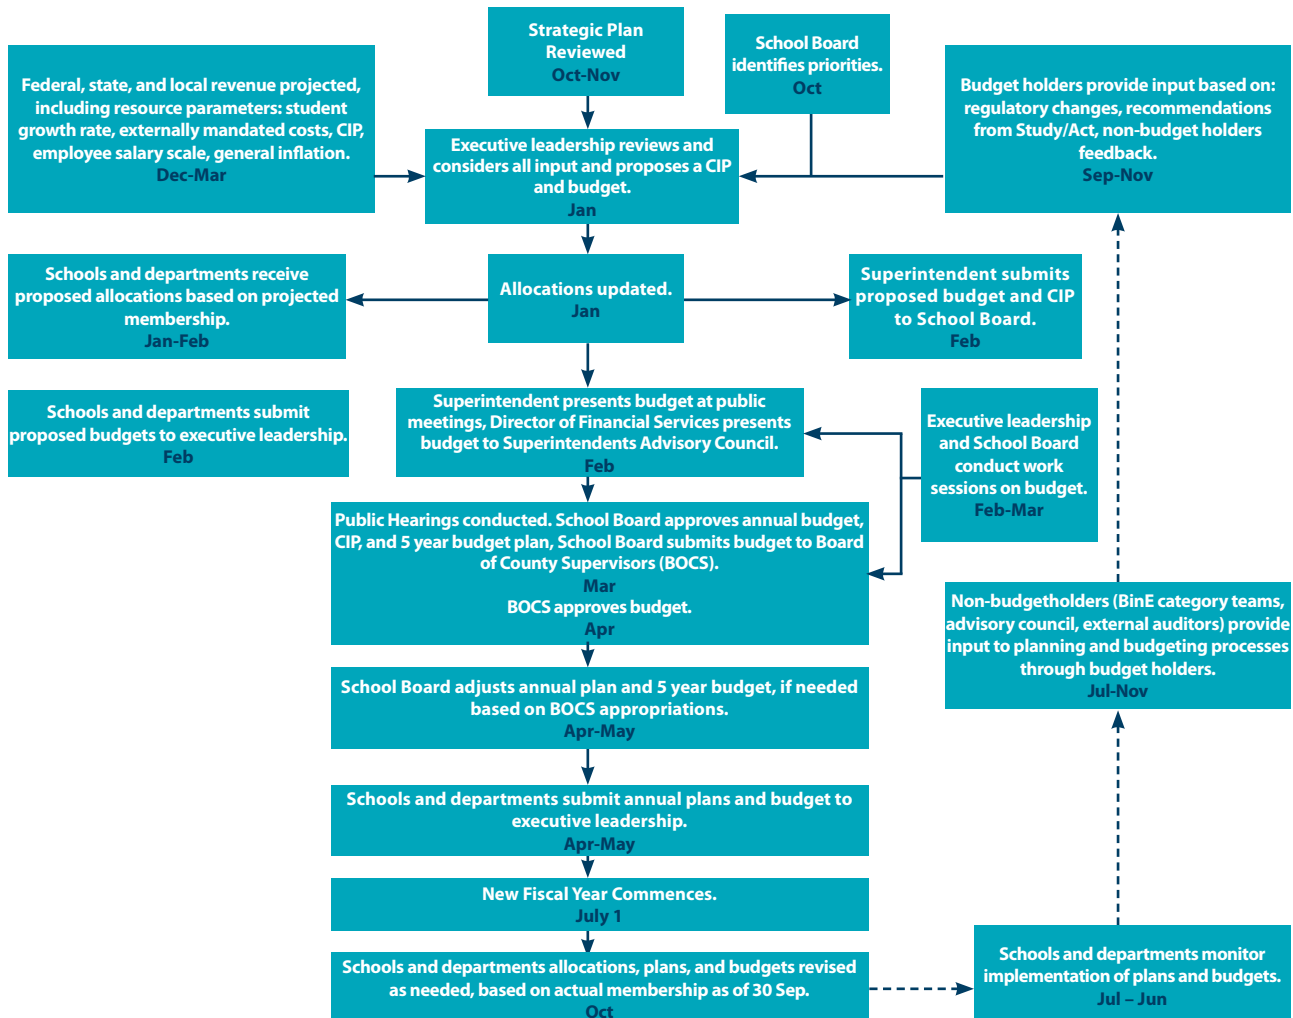 Strategic Plan
Reviewed
Oct-Nov
School Board
identifies priorities.
Oct
Federal, state, and local revenue projected,
including resource parameters: student
growth rate, externally mandated costs, CIP,
employee salary scale, general inflation.
Dec-Mar
Executive leadership reviews and
considers all input and proposes a CIP
and budget.
Jan
Budget holders provide input based on:
regulatory changes, recommendations
from Study/Act, non-budget holders
feedback.
Sep-Nov
Schools and departments receive
proposed allocations based on projected
membership.
Jan-Feb
Allocations updated.
Jan
Superintendent submits
proposed budget and CIP
to School Board.
Feb
Schools and departments submit
proposed budgets to executive leadership.
Feb
Superintendent presents budget at public
meetings, Director of Financial Services presents
budget to Superintendents Advisory Council.
Feb
Executive leadership
and School Board
conduct work
sessions on budget.
Feb-Mar
Public Hearings conducted. School Board approves annual budget,
CIP, and 5 year budget plan, School Board submits budget to Board
of County Supervisors (BOCS).
Mar
BOCS approves budget.
Apr
Non-budgetholders (BinE category teams,
advisory council, external auditors) provide
input to planning and budgeting processes
through budget holders.
Jul-Nov
School Board adjusts annual plan and 5 year budget, if needed
based on BOCS appropriations.
Apr-May
Schools and departments submit annual plans and budget to
executive leadership.
Apr-May
New Fiscal Year Commences.
July 1
Schools and departments allocations, plans, and budgets revised
as needed, based on actual membership as of 30 Sep.
Oct
Schools and departments monitor
implementation of plans and budgets.
Jul – Jun